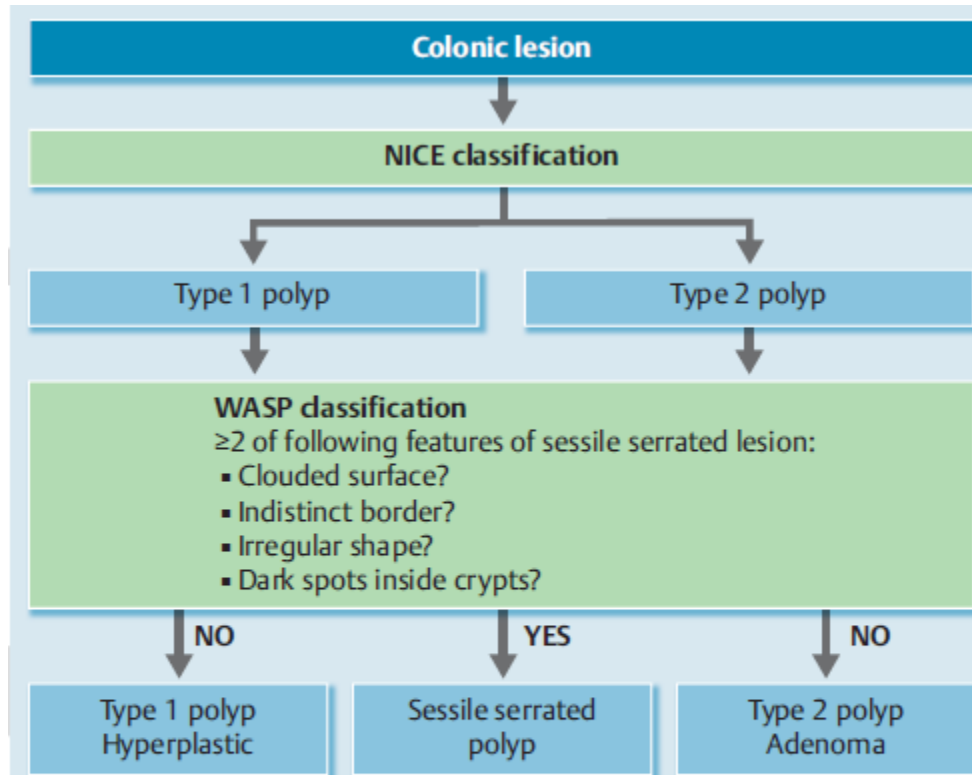 Colonic lesion
NICE classification
Type 1 polyp
Type 2 polyp
WASP classification
≥2 of following features of sessile serrated lesion:
▪ Clouded surface?
▪ Indistinct border?
▪ Irregular shape?
▪ Dark spots inside crypts?
NO
YES
NO
Type 1 polyp
Hyperplastic
Sessile serrated
polyp
Type 2 polyp
Adenoma